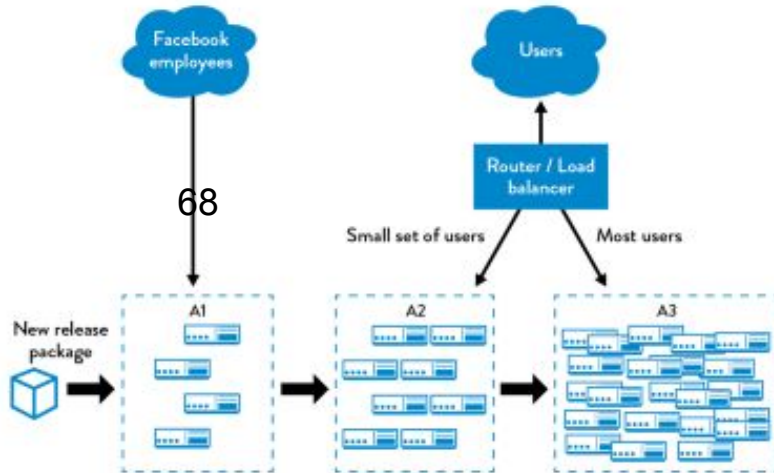 Facebook
employees
Users
Router / Load
balancer
68
Small set of users
Most users
A1
A2
A3
New release
package